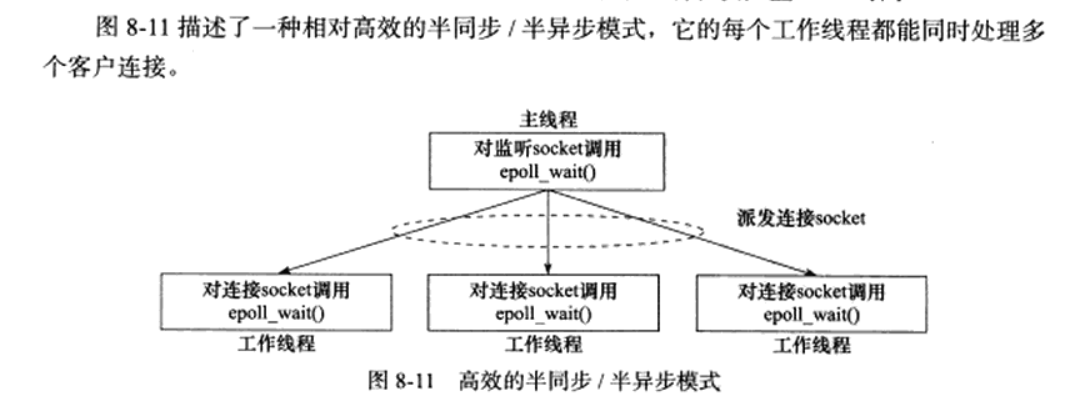 图 8-11 描述了一种相对高效的半同步 / 半异步模式，它的每个工作线程都能同时处理多
个客户连接。
主线程
对监听socket调用
epoll_wait()
派发连接socket
对连接socket调用
epoll_wait()
工作线程
对连接socket调用
epoll_wait()
工作线程
对连接socket调用
epoll_wait()
工作线程
图 8-11 高效的半同步 / 半异步模式